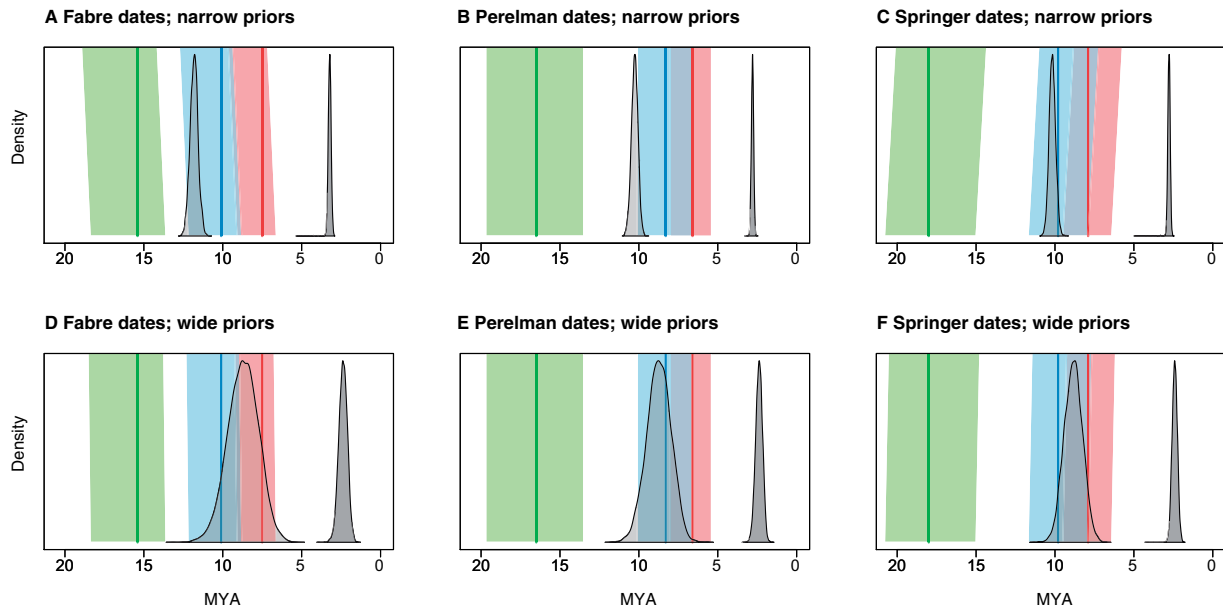 A Fabre dates; narrow priors
B Perelman dates; narrow priors
C Springer dates; narrow priors
Density
20 15 10 5 0
20 15 10 5 0
20 15 10 5 0
D Fabre dates; wide priors
E Perelman dates; wide priors
F Springer dates; wide priors
Density
20 15 10 5 0
20 15 10 5 0
20 15 10 5 0
MYA
MYA
MYA